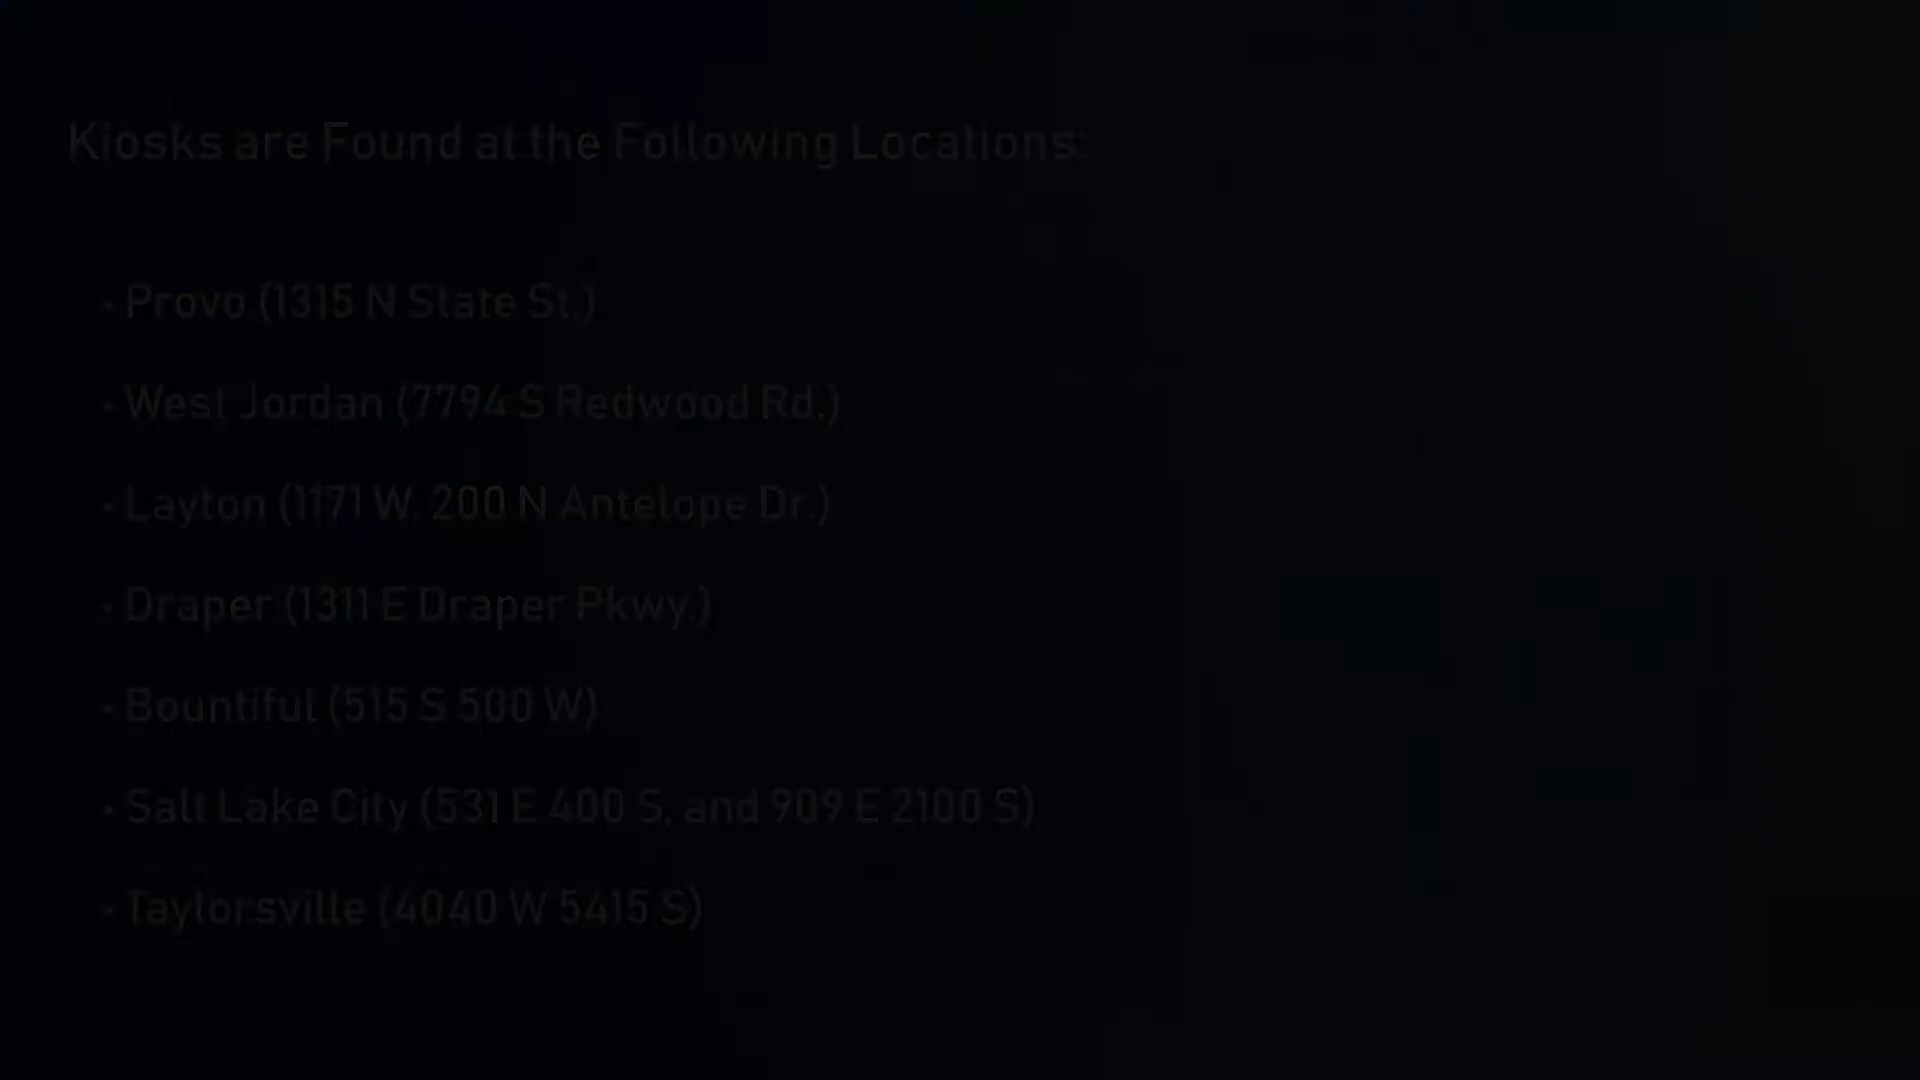 Kiosks are Found at the Following Locations:
• Provo (1315 N State St.)
• West Jordan (7794 S Redwood Rd.)
• Layton (1171 W. 200 N Antelope Dr.)
• Draper (1311 E Draper Pkwy.)
• Bountiful (515 S 500 W)
• Salt Lake City (531 E 400 S, and 909 E 2100 S)
• Taylorsville (4040 W 5415 S)